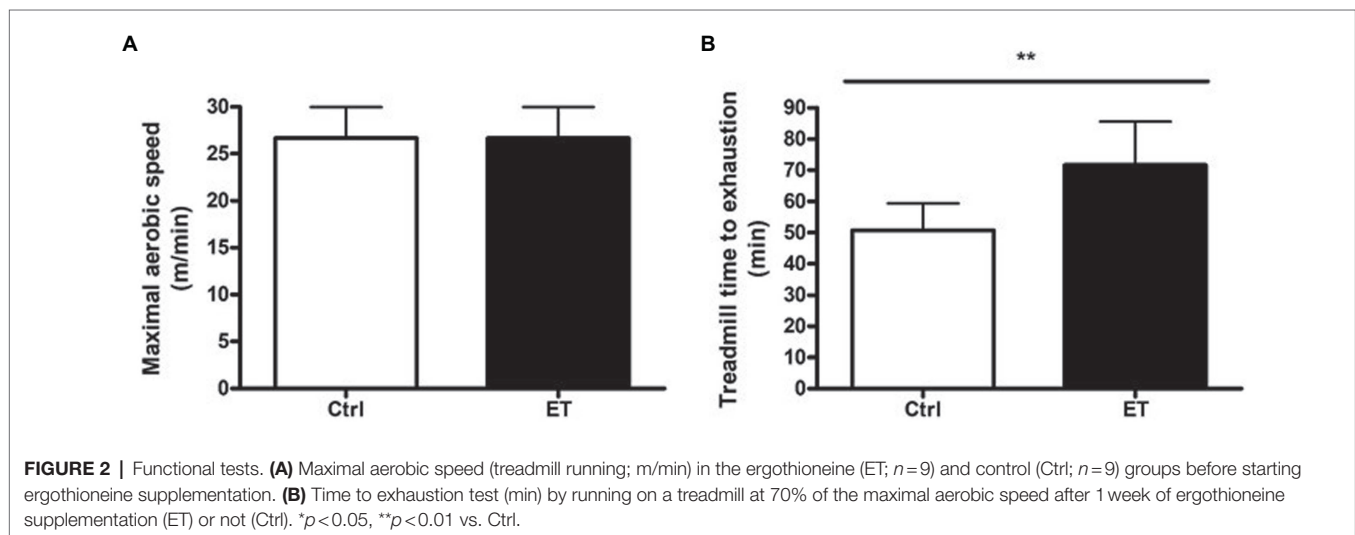 A
Maximal aerobic speed
(m/min)
30
25
20
15
10
5
0
Ctrl
ET
B
**
Treadmill time to exhaustion
(min)
90
80
70
60
50
40
30
20
10
0
Ctrl
ET
FIGURE 2 | Functional tests. (A) Maximal aerobic speed (treadmill running; m/min) in the ergothioneine (ET; n=9) and control (Ctrl; n=9) groups before starting
ergothioneine supplementation. (B) Time to exhaustion test (min) by running on a treadmill at 70% of the maximal aerobic speed after 1 week of ergothioneine
supplementation (ET) or not (Ctrl). *p<0.05, **p<0.01 vs. Ctrl.